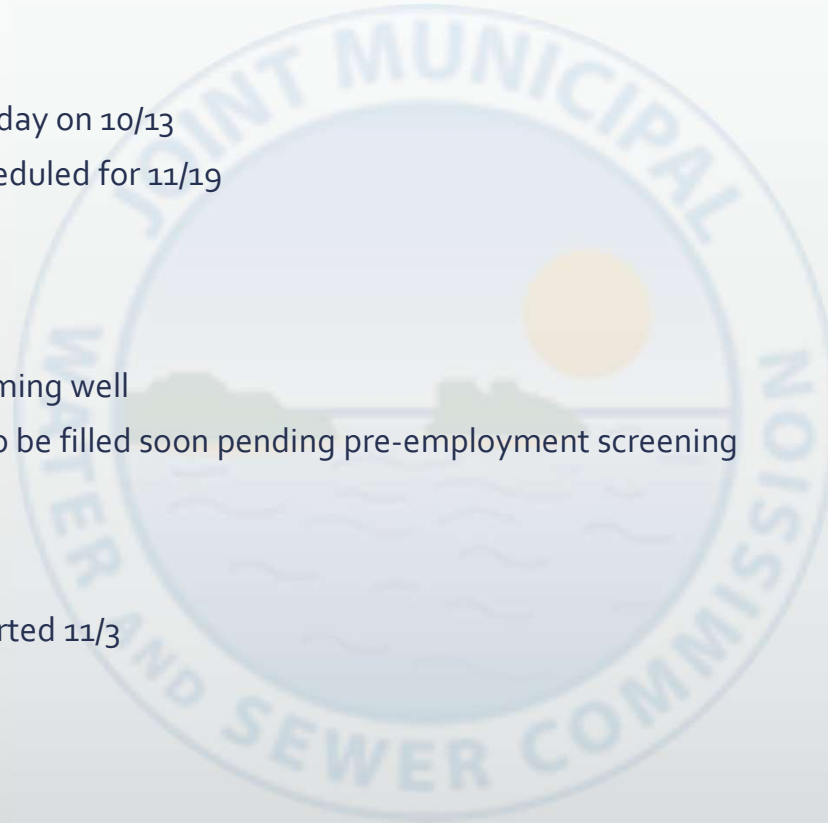 day on 10/13
eduled for 11/19
ming well
o be filled soon pending pre-employment screening
rted 11/3
JOINT MUNICIPAL
WATER AND SEWER COMMISSION